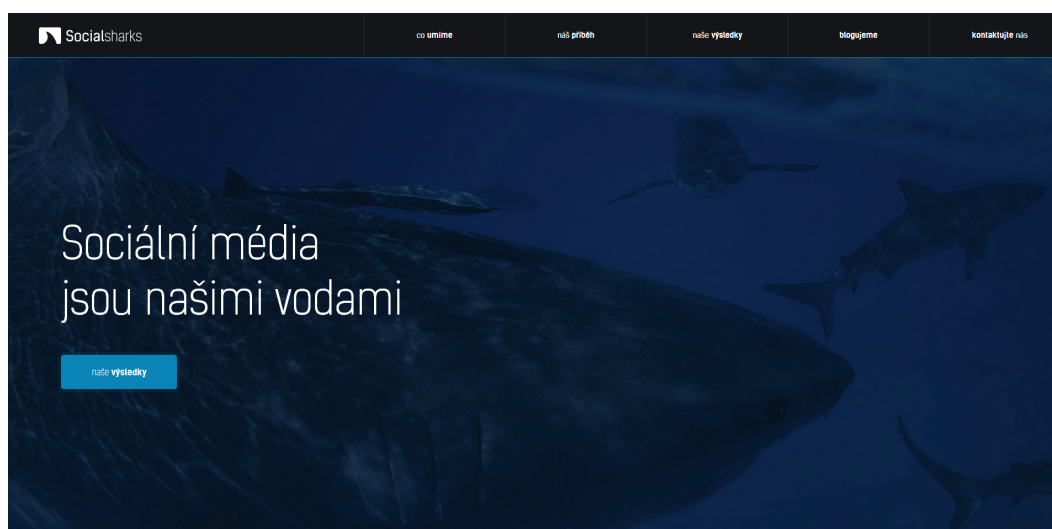 Socialsharks
co umíme
náš příběh
naše výsledky
blogujeme
kontaktujte nás
Sociální média
jsou našimi vodami
naše výsledky